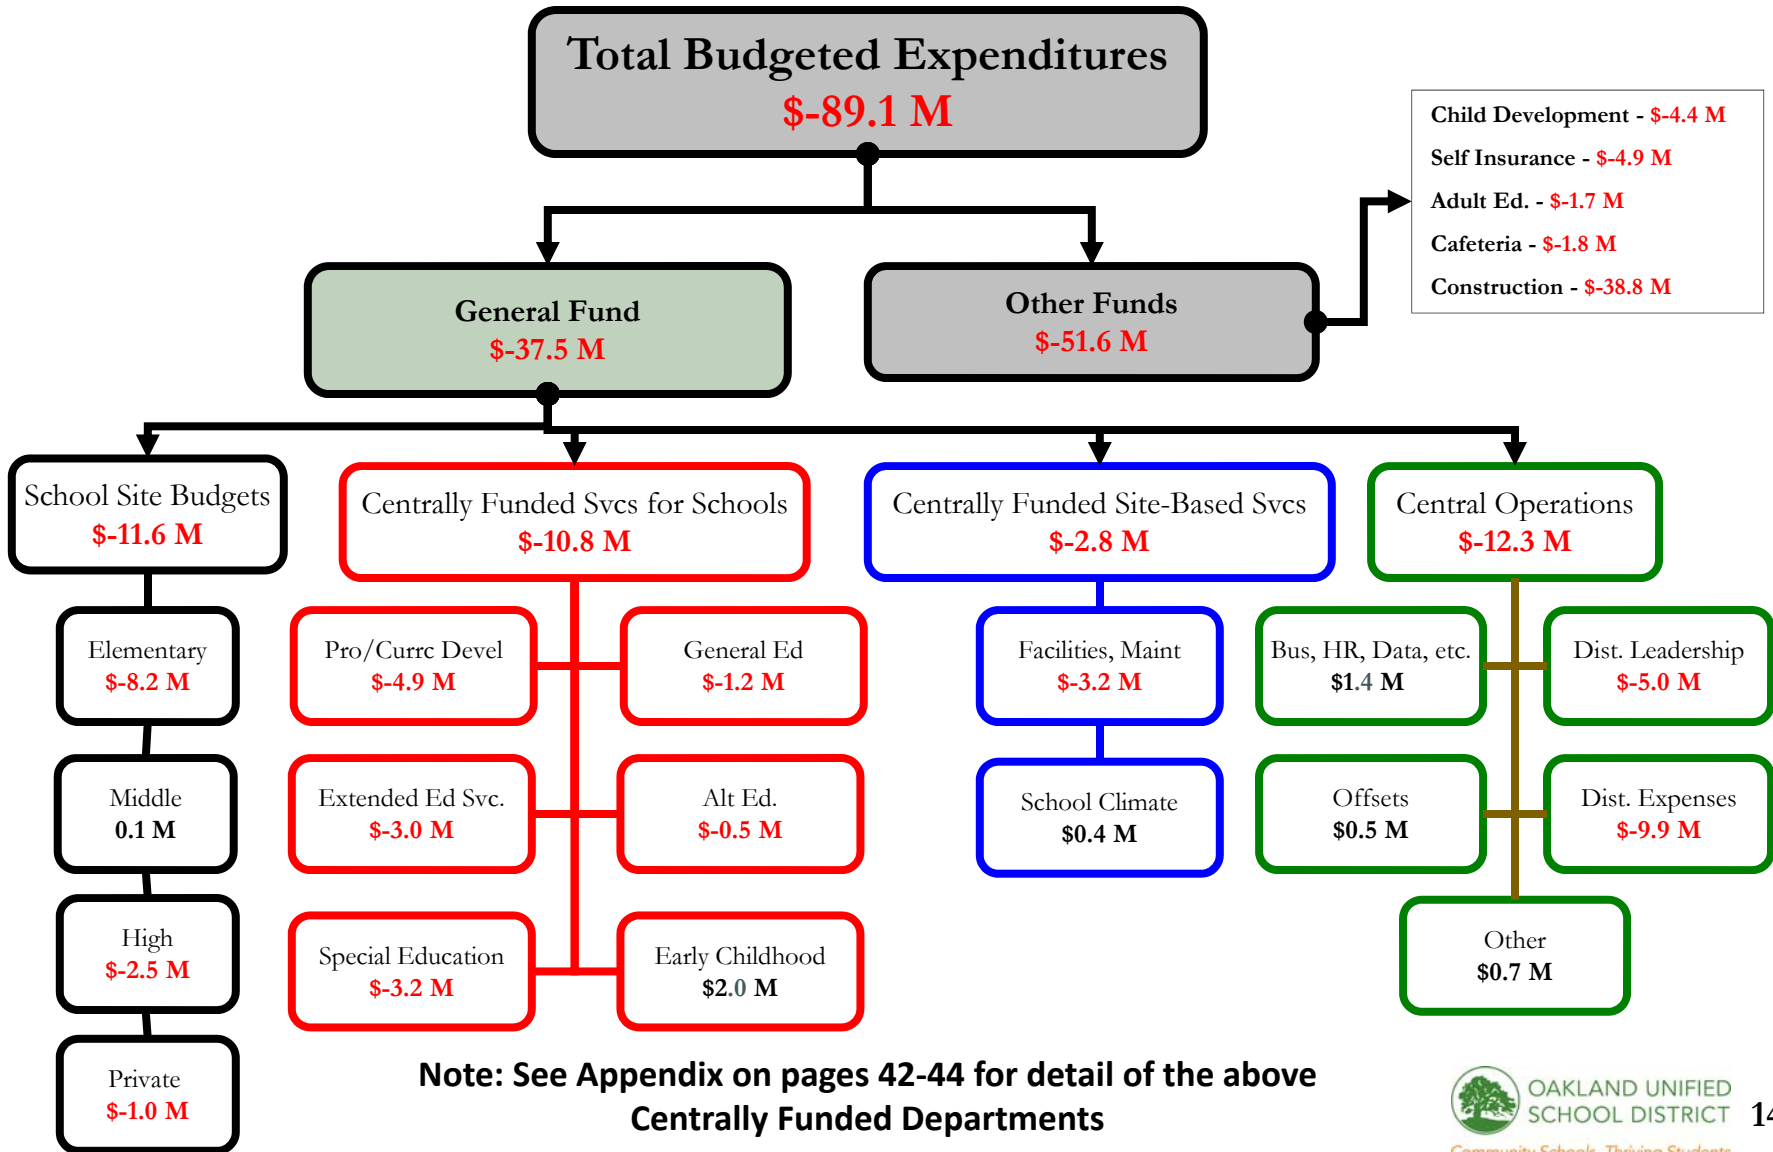 Total Budgeted Expenditures
$-89.1 M
Child Development - $-4.4 M
Self Insurance - $-4.9 M
Adult Ed. - $-1.7 M
Cafeteria - $-1.8 M
Construction - $-38.8 M
General Fund
$-37.5 M
Other Funds
$-51.6 M
School Site Budgets
$-11.6 M
Centrally Funded Svcs for Schools
$-10.8 M
Centrally Funded Site-Based Svcs
$-2.8 M
Central Operations
$-12.3 M
Elementary
$-8.2 M
Pro/Currc Devel
$-4.9 M
General Ed
$-1.2 M
Facilities, Maint
$-3.2 M
Bus, HR, Data, etc.
$1.4 M
Dist. Leadership
$-5.0 M
Middle
0.1 M
Extended Ed Svc.
$-3.0 M
Alt Ed.
$-0.5 M
School Climate
$0.4 M
Offsets
$0.5 M
Dist. Expenses
$-9.9 M
High
$-2.5 M
Special Education
$-3.2 M
Early Childhood
$2.0 M
Other
$0.7 M
Private
$-1.0 M
Note: See Appendix on pages 42-44 for detail of the above
Centrally Funded Departments
OAKLAND UNIFIED
SCHOOL DISTRICT
Community Schools, Thriving Students
14